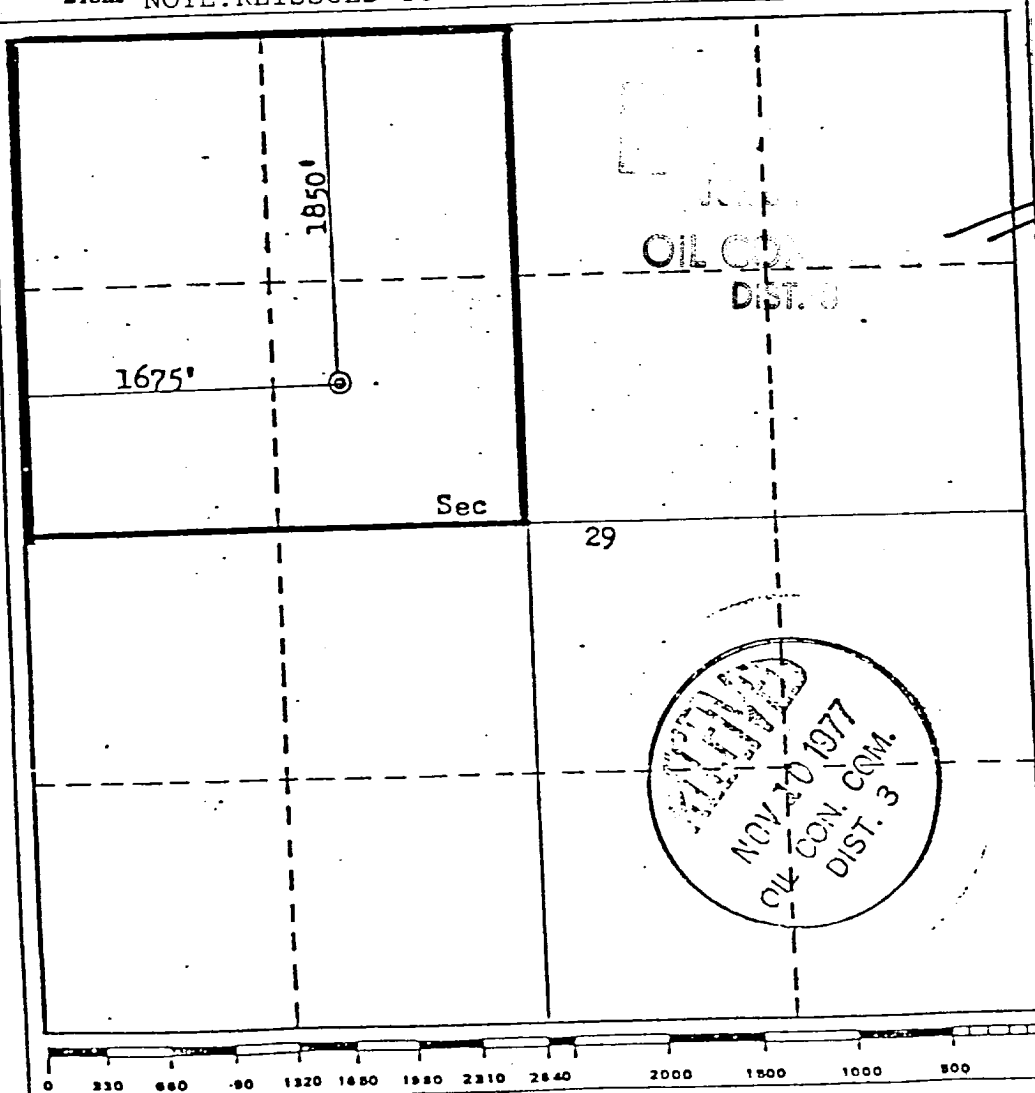 NOTE:REISSUED
1850'
OIL CON
DIST.
1675'
Sec
29
NOV 10 1977
OIL CON. COM.
DIST. 3
0 330 660 -90 1320 1650 1980 2310 2640 2000 1500 1000 500